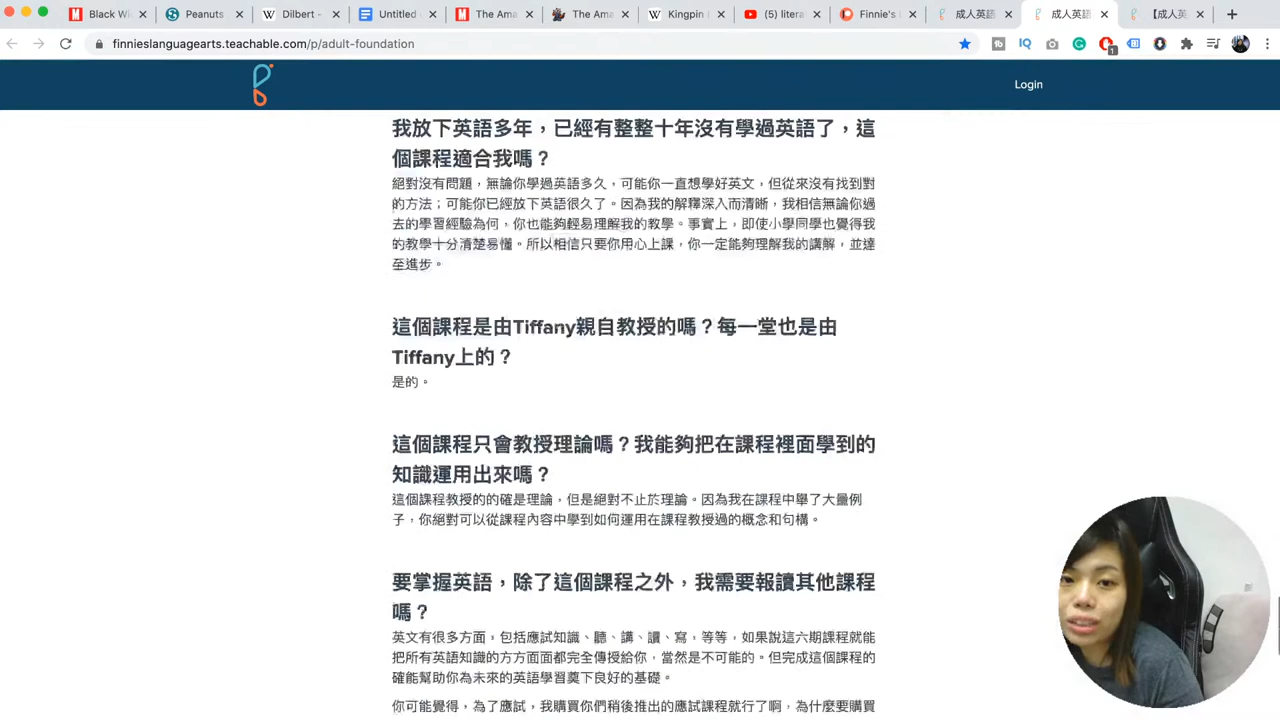 Black Wi
Peanuts
Dilbert -
Untitled
The Ama
The Ama
Kingpin
(5) litera
Finnie's
成人英語
成人英語
【成人英
finnieslanguagearts.teachable.com/p/adult-foundation
Login
我放下英語多年，已經有整整十年沒有學過英語了，這
個課程適合我嗎？
絕對沒有問題，無論你學過英語多久，可能你一直想學好英文，但從來沒有找到對
的方法；可能你已經放下英語很久了。因為我的解釋深入而清晰，我相信無論你過
去的學習經驗為何，你也能夠輕易理解我的教學。事實上，即使小學同學也覺得我
的教學十分清楚易懂。所以相信只要你用心上課，你一定能夠理解我的講解，並達
至進步。
這個課程是由Tiffany親自教授的嗎？每一堂也是由
Tiffany上的？
是的。
這個課程只會教授理論嗎？我能夠把在課程裡面學到的
知識運用出來嗎？
這個課程教授的的確是理論，但是絕對不止於理論。因為我在課程中舉了大量例
子，你絕對可以從課程內容中學到如何運用在課程教授過的概念和句構。
要掌握英語，除了這個課程之外，我需要報讀其他課程
嗎？
英文有很多方面，包括應試知識、聽、講、讀、寫，等等，如果說這六期課程就能
把所有英語知識的方方面面都完全傳授給你，當然是不可能的。但完成這個課程的
確能幫助你為未來的英語學習奠下良好的基礎。
你可能覺得，為了應試，我購買你們稍後推出的應試課程就行了啊，為什麼要購買